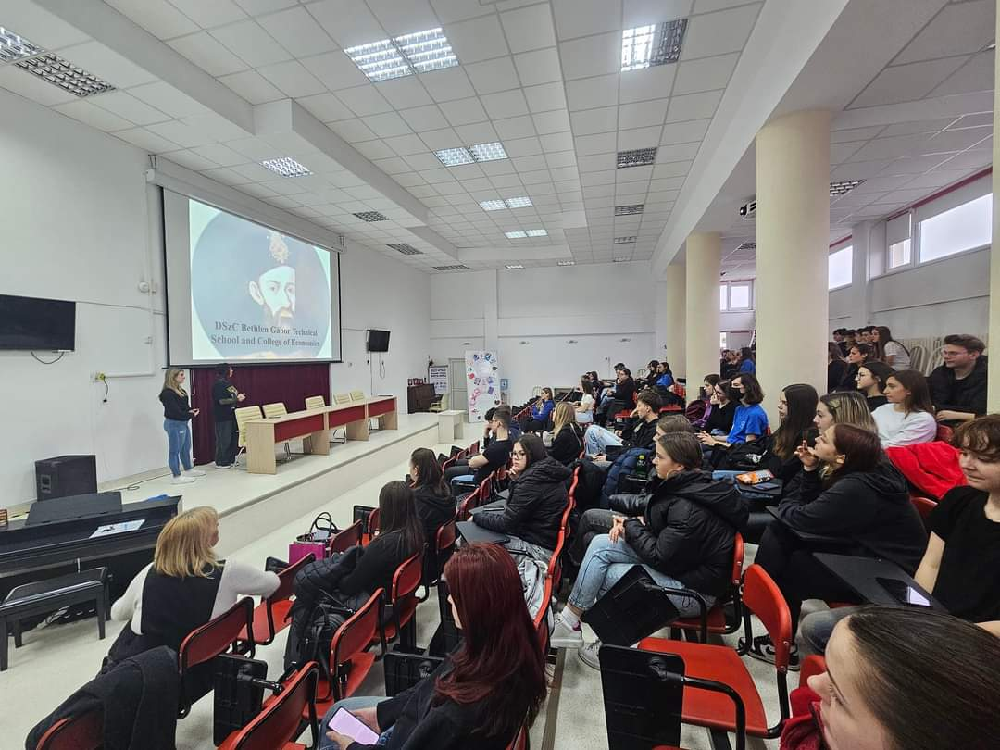 DSzC Bethlen Gábor Technical
School and College of Economics